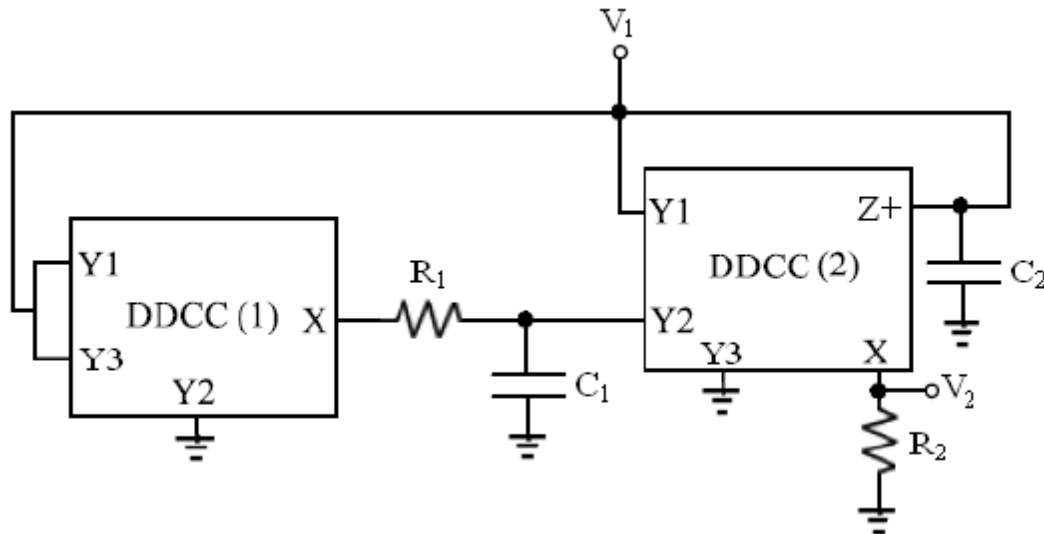 V₁
Y1
Z+
DDCC (2)
C₂
Y1
R₁
DDCC (1)
X
Y2
Y3
Y3
X
Y2
C₁
V₂
R₂